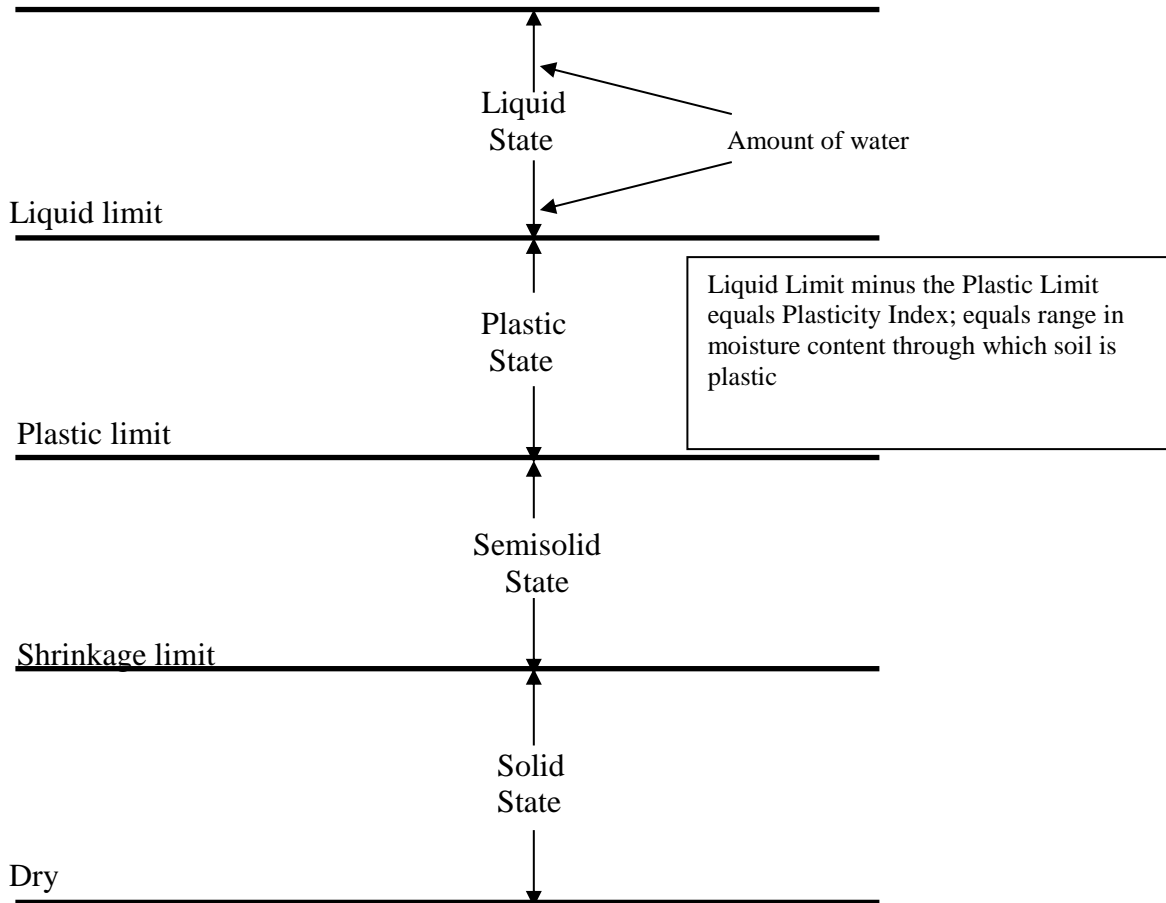 Liquid
State
Amount of water
Liquid limit
Liquid Limit minus the Plastic Limit
equals Plasticity Index; equals range in
moisture content through which soil is
plastic
Plastic
State
Plastic limit
Semisolid
State
Shrinkage limit
Solid
State
Dry